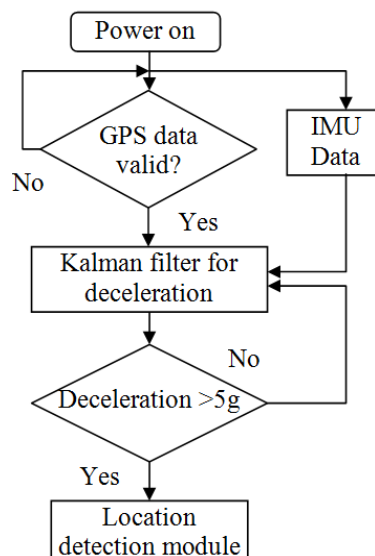 Power on
GPS data
valid?
IMU
Data
No
Yes
Kalman filter for
deceleration
No
Deceleration >5g
Yes
Location
detection module